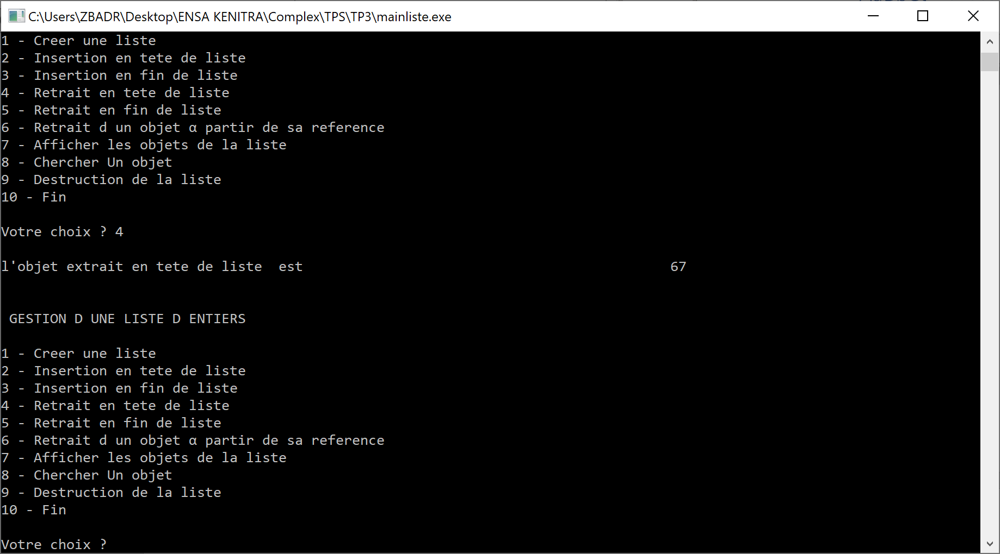 C:\Users\ZBADR\Desktop\ENSA KENITRA\Complex\TPS\TP3\mainliste.exe
1 - Creer une liste
2 - Insertion en tete de liste
3 - Insertion en fin de liste
4 - Retrait en tete de liste
5 - Retrait en fin de liste
6 - Retrait d un objet α partir de sa reference
7 - Afficher les objets de la liste
8 - Chercher Un objet
9 - Destruction de la liste
10 - Fin
Votre choix ? 4
l'objet extrait en tete de liste  est 67
GESTION D UNE LISTE D ENTIERS
1 - Creer une liste
2 - Insertion en tete de liste
3 - Insertion en fin de liste
4 - Retrait en tete de liste
5 - Retrait en fin de liste
6 - Retrait d un objet α partir de sa reference
7 - Afficher les objets de la liste
8 - Chercher Un objet
9 - Destruction de la liste
10 - Fin
Votre choix ?